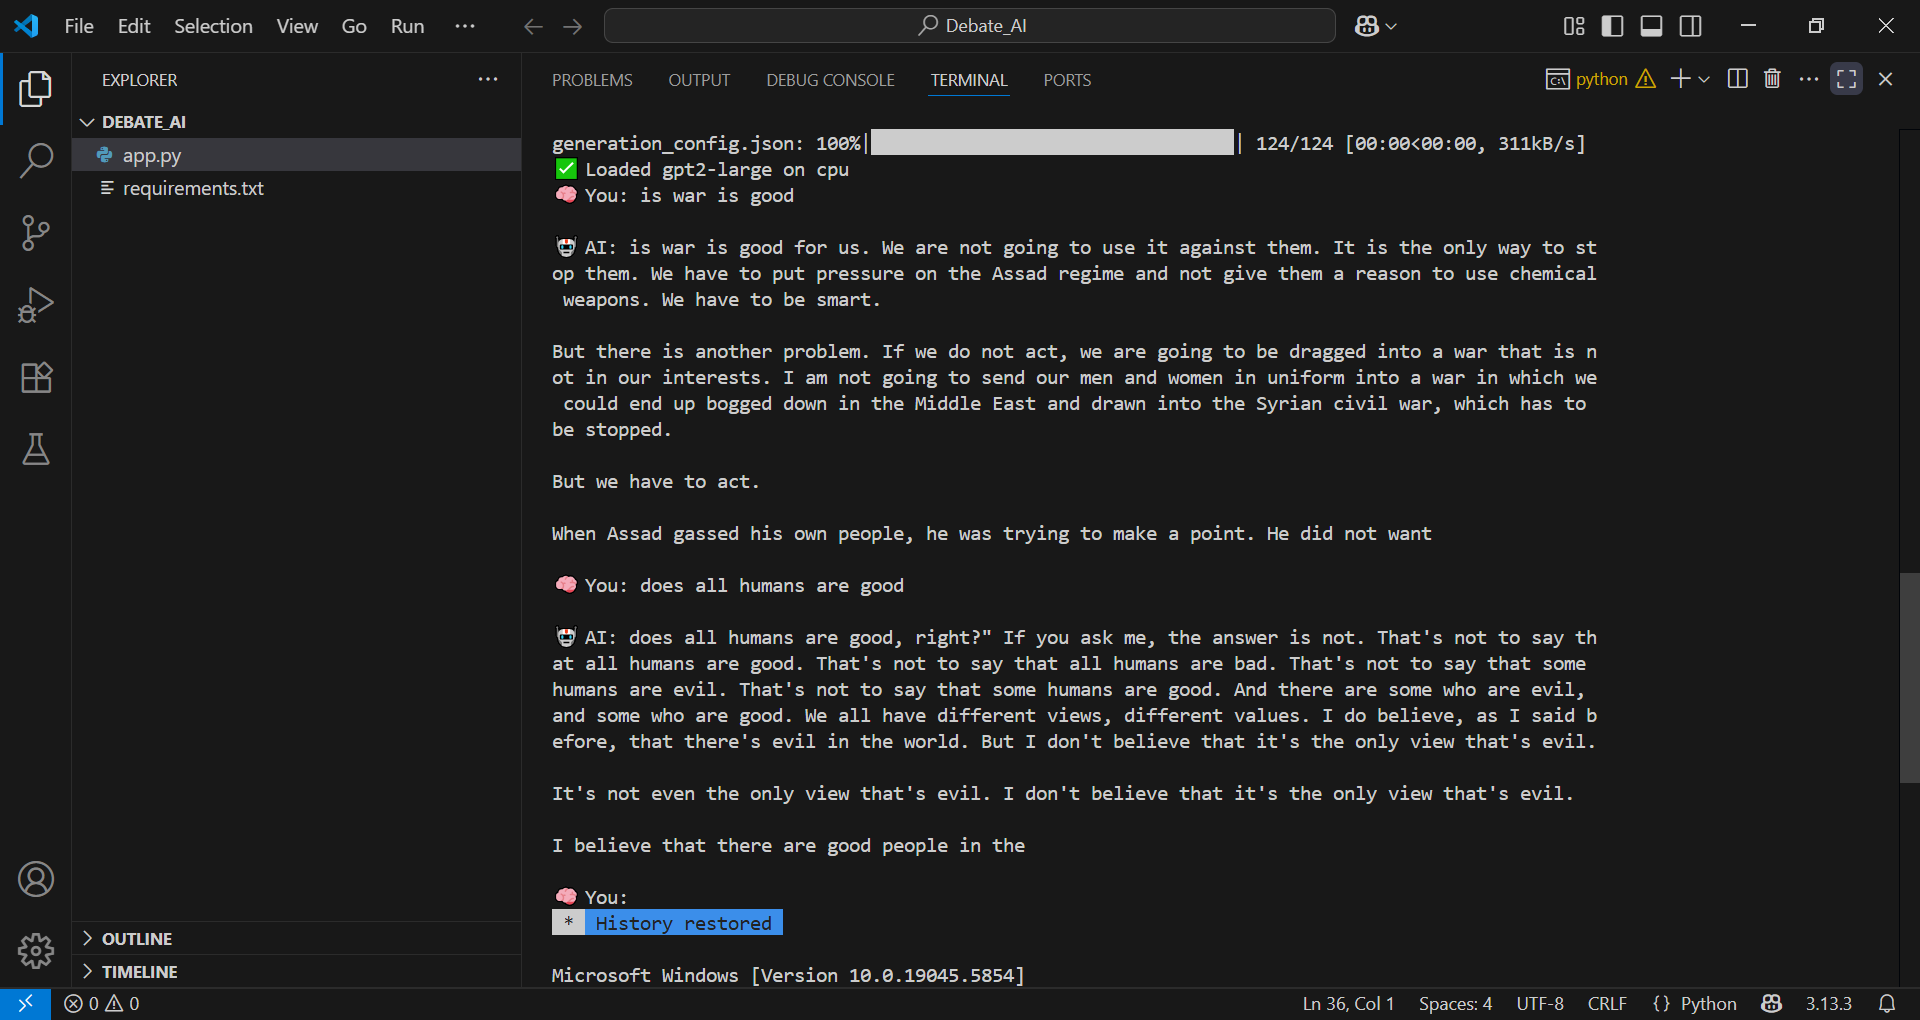 File Edit Selection View Go Run ··· Debate_AI
EXPLORER ···
DEBATE_AI
app.py
requirements.txt
OUTLINE
TIMELINE
PROBLEMS OUTPUT DEBUG CONSOLE TERMINAL PORTS python
generation_config.json: 100%| | 124/124 [00:00<00:00, 311kB/s]
✅ Loaded gpt2-large on cpu
🧠 You: is war is good
🤖 AI: is war is good for us. We are not going to use it against them. It is the only way to st
op them. We have to put pressure on the Assad regime and not give them a reason to use chemical
weapons. We have to be smart.
But there is another problem. If we do not act, we are going to be dragged into a war that is n
ot in our interests. I am not going to send our men and women in uniform into a war in which we
could end up bogged down in the Middle East and drawn into the Syrian civil war, which has to
be stopped.
But we have to act.
When Assad gassed his own people, he was trying to make a point. He did not want
🧠 You: does all humans are good
🤖 AI: does all humans are good, right?" If you ask me, the answer is not. That's not to say th
at all humans are good. That's not to say that all humans are bad. That's not to say that some
humans are evil. That's not to say that some humans are good. And there are some who are evil,
and some who are good. We all have different views, different values. I do believe, as I said b
efore, that there's evil in the world. But I don't believe that it's the only view that's evil.
It's not even the only view that's evil. I don't believe that it's the only view that's evil.
I believe that there are good people in the
🧠 You:
* History restored
Microsoft Windows [Version 10.0.19045.5854]
0 0 Ln 36, Col 1 Spaces: 4 UTF-8 CRLF {} Python 3.13.3